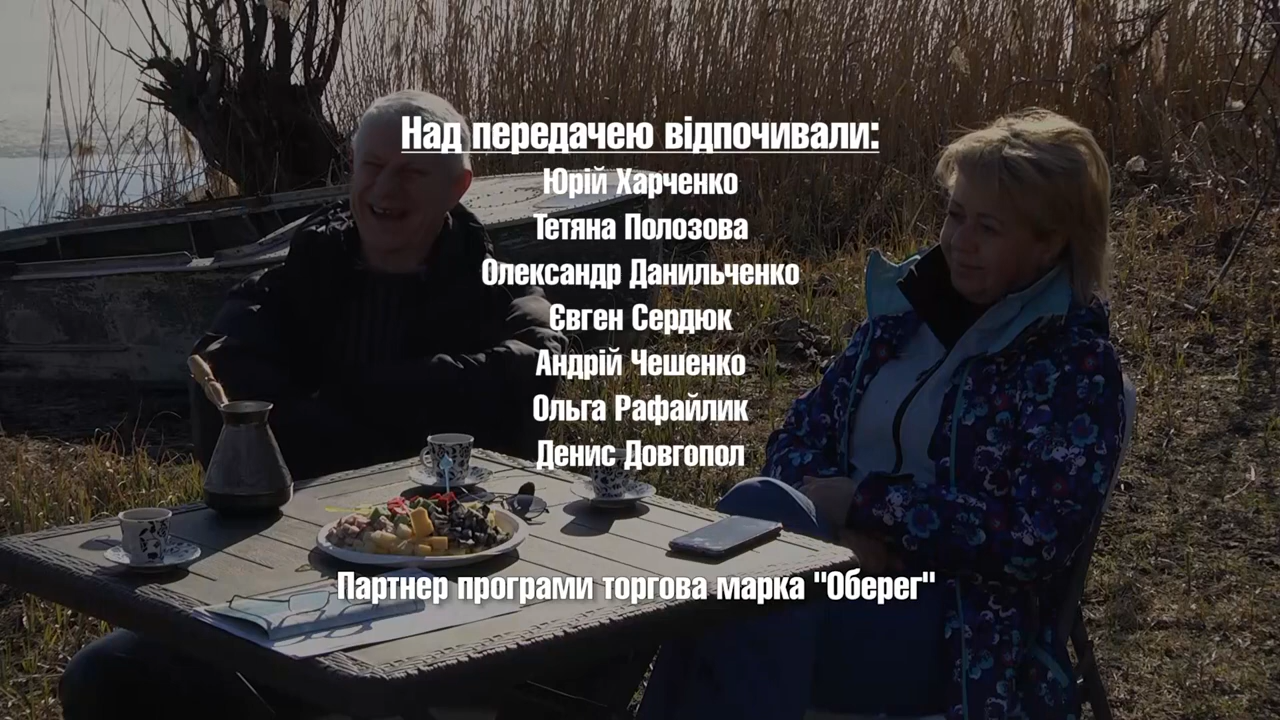 Над передачею відпочивали:
Юрій Харченко
Тетяна Полозова
Олександр Данильченко
Євген Сердюк
Андрій Чешенко
Ольга Рафайлик
Денис Довгопол
Партнер програми торгова марка "Оберег"